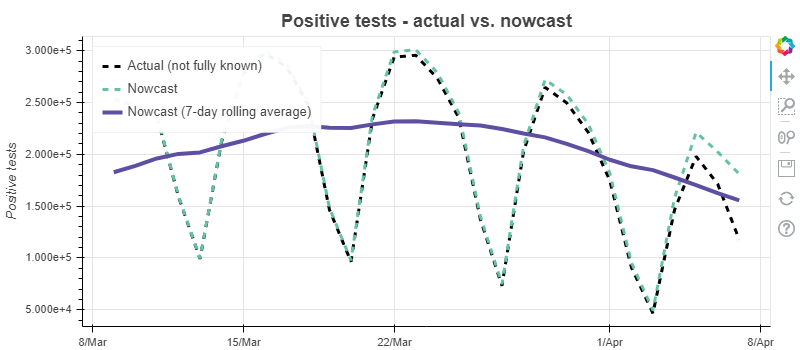 Positive tests - actual vs. nowcast
Actual (not fully known)
Nowcast
Nowcast (7-day rolling average)
Positive tests
3.000e+5
2.500e+5
2.000e+5
1.500e+5
1.000e+5
5.000e+4
8/Mar
15/Mar
22/Mar
1/Apr
8/Apr